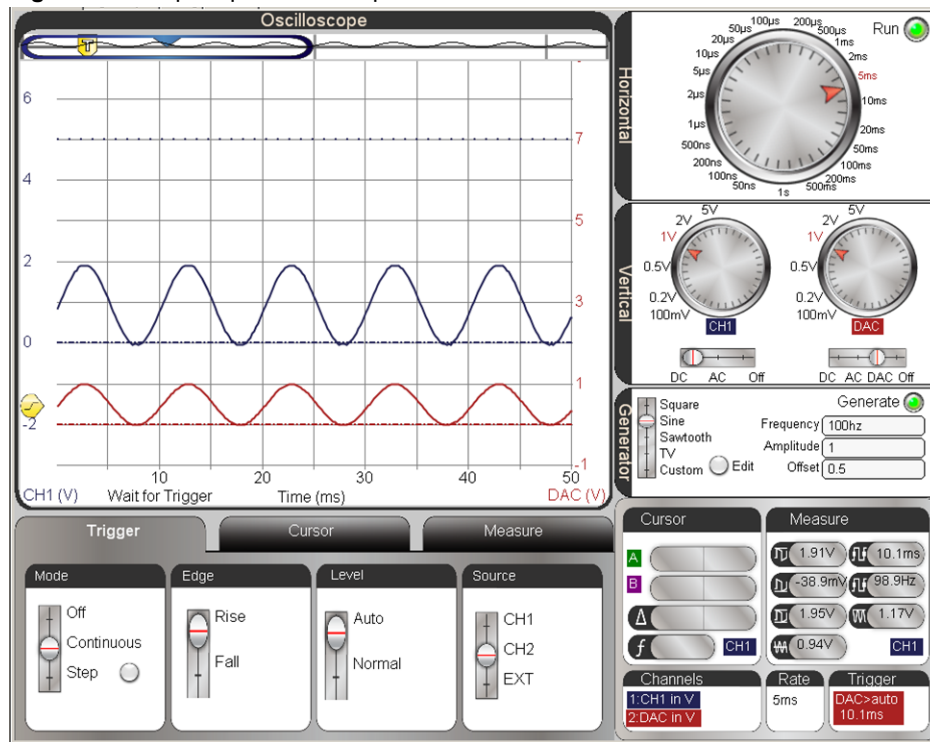 Oscilloscope
6
4
2
0
-2
7
5
3
1
-1
10
20
30
40
50
CH1 (V)
Wait for Trigger
Time (ms)
DAC (V)
Horizontal
Run
50ns
100ns
200ns
500ns
1µs
2µs
5µs
10µs
20µs
50µs
100µs
200µs
500µs
1ms
2ms
5ms
10ms
20ms
50ms
100ms
200ms
500ms
1s
Vertical
100mV
0.2V
0.5V
1V
2V
5V
CH1
DC AC Off
100mV
0.2V
0.5V
1V
2V
5V
DAC
DC AC DAC Off
Generator
Square
Sine
Sawtooth
TV
Custom
Edit
Generate
Frequency 100hz
Amplitude 1
Offset 0.5
Trigger
Cursor
Measure
Mode
Off
Continuous
Step
Edge
Rise
Fall
Level
Auto
Normal
Source
CH1
CH2
EXT
Cursor
A
B
Δ
f
CH1
Measure
1.91V
10.1ms
-38.9mV
98.9Hz
1.95V
1.17V
0.94V
CH1
Channels
1:CH1 in V
2:DAC in V
Rate
5ms
Trigger
DAC>auto
10.1ms